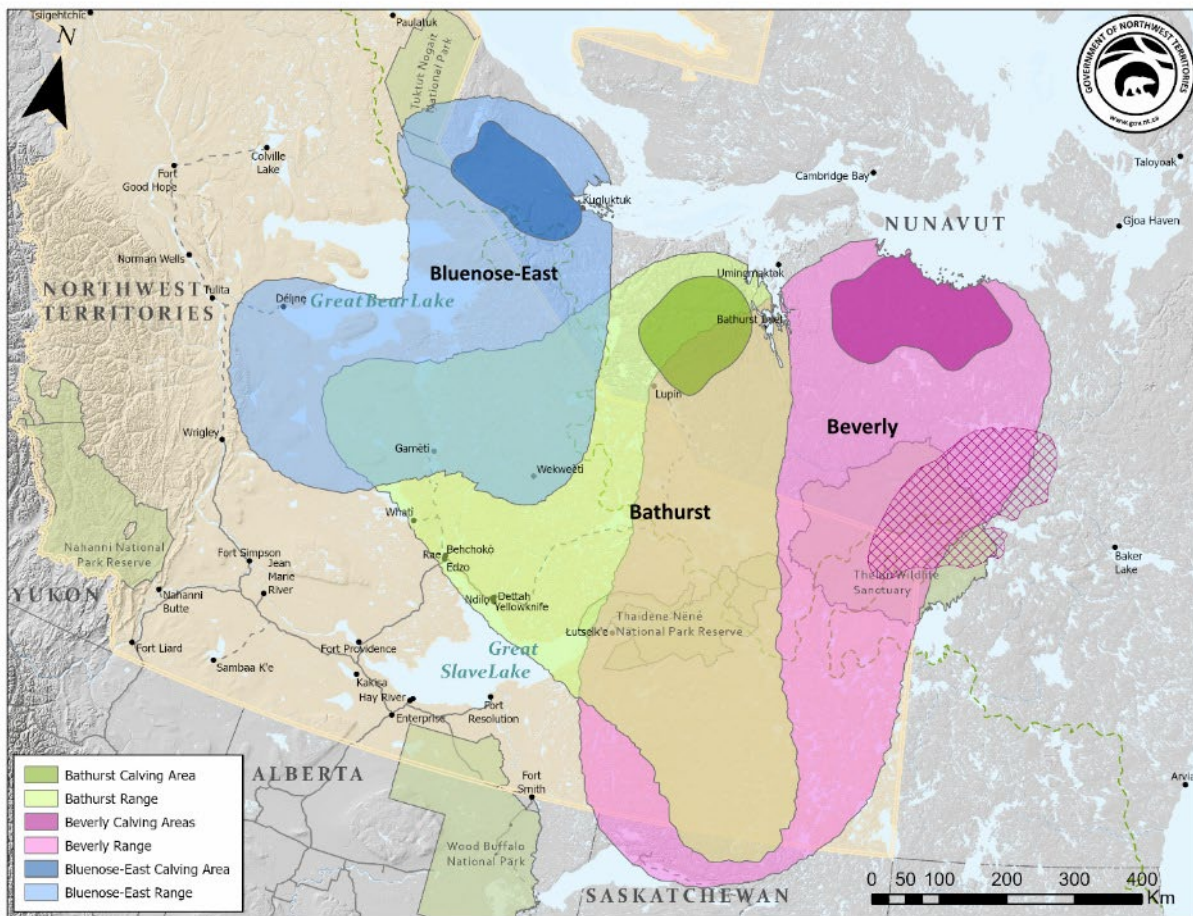 Tsiigehtchic
Paulatuk
N
Tuktut Nogait
National Park
GOVERNMENT OF NORTHWEST TERRITORIES
Colville
Lake
Fort
Good Hope
Taloyoak
Cambridge Bay
Kugluktuk
Gjoa Haven
NUNAVUT
Norman Wells
Bluenose-East
Umingmaktok
Tulita
NORTHWEST
TERRITORIES
Délįnę
Great Bear Lake
Bathurst Inlet
Lupin
Beverly
Wrigley
Gamètì
Wekweètì
Bathurst
Whatì
Nahanni National
Park Reserve
Fort Simpson
Jean
Marie
River
Rae
Behchokǫ̀
Edzo
Baker
Lake
Thelon Wildlife
Sanctuary
YUKON
Nahanni
Butte
Ndilǫ
Dettah
Yellowknife
Thaidene Nëné
National Park Reserve
Łutselk'e
Fort Liard
Sambaa K'e
Fort Providence
Great
Slave Lake
Kakisa
Hay River
Enterprise
Fort
Resolution
ALBERTA
Fort
Smith
Arvia
Wood Buffalo
National Park
SASKATCHEWAN
Bathurst Calving Area
Bathurst Range
Beverly Calving Areas
Beverly Range
Bluenose-East Calving Area
Bluenose-East Range
0 50 100 200 300 400
Km